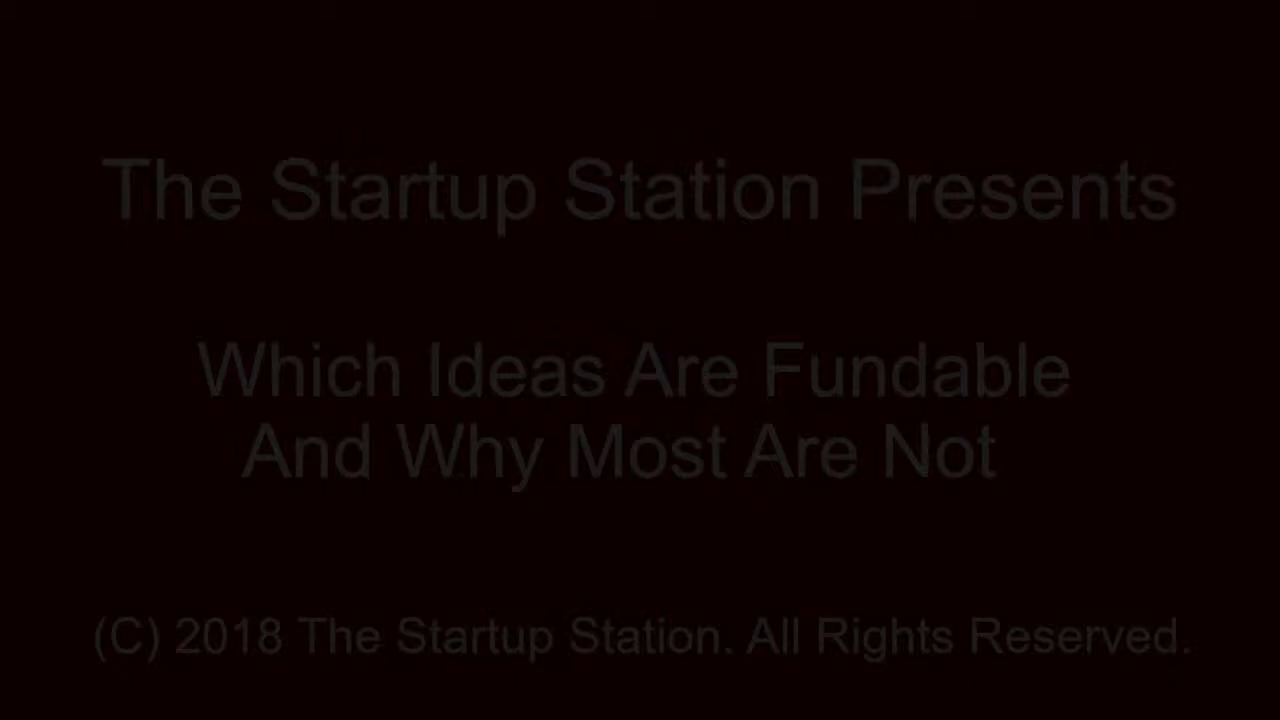 The Startup Station Presents
Which Ideas Are Fundable
And Why Most Are Not
(C) 2018 The Startup Station. All Rights Reserved.